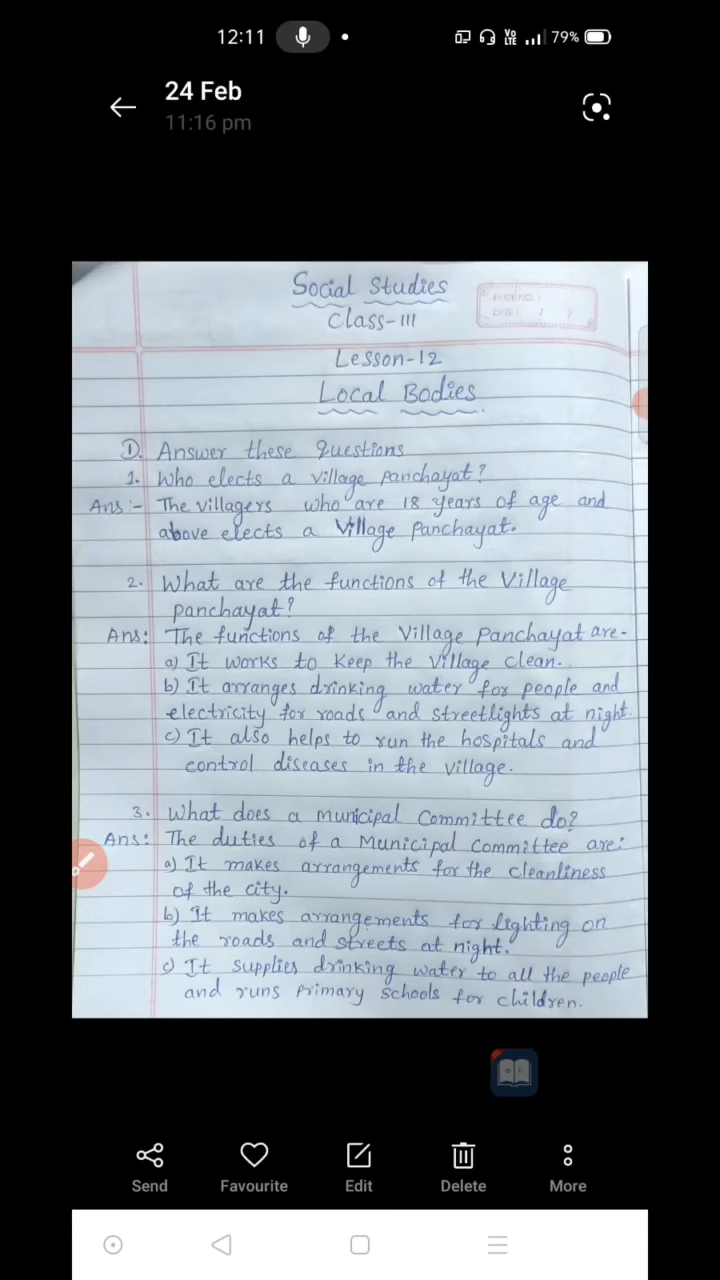 12:11
79%
24 Feb
11:16 pm
Social Studies
Class-III
PAGE NO.:
DATE: / /
Lesson-12
Local Bodies
D. Answer these Questions
1. Who elects a village panchayat?
Ans:- The villagers who are 18 years of age and
above elects a Village Panchayat.
2. What are the functions of the Village
panchayat?
Ans: The functions of the Village Panchayat are-
a) It works to keep the Village clean.
b) It arranges drinking water for people and
electricity for roads and streetlights at night.
c) It also helps to run the hospitals and
control diseases in the village.
3. What does a Municipal Committee do?
Ans: The duties of a Municipal Committee are:
a) It makes arrangements for the cleanliness
of the city.
b) It makes arrangements for lighting on
the roads and streets at night.
c) It supplies drinking water to all the people
and runs primary schools for children.
Send Favourite Edit Delete More